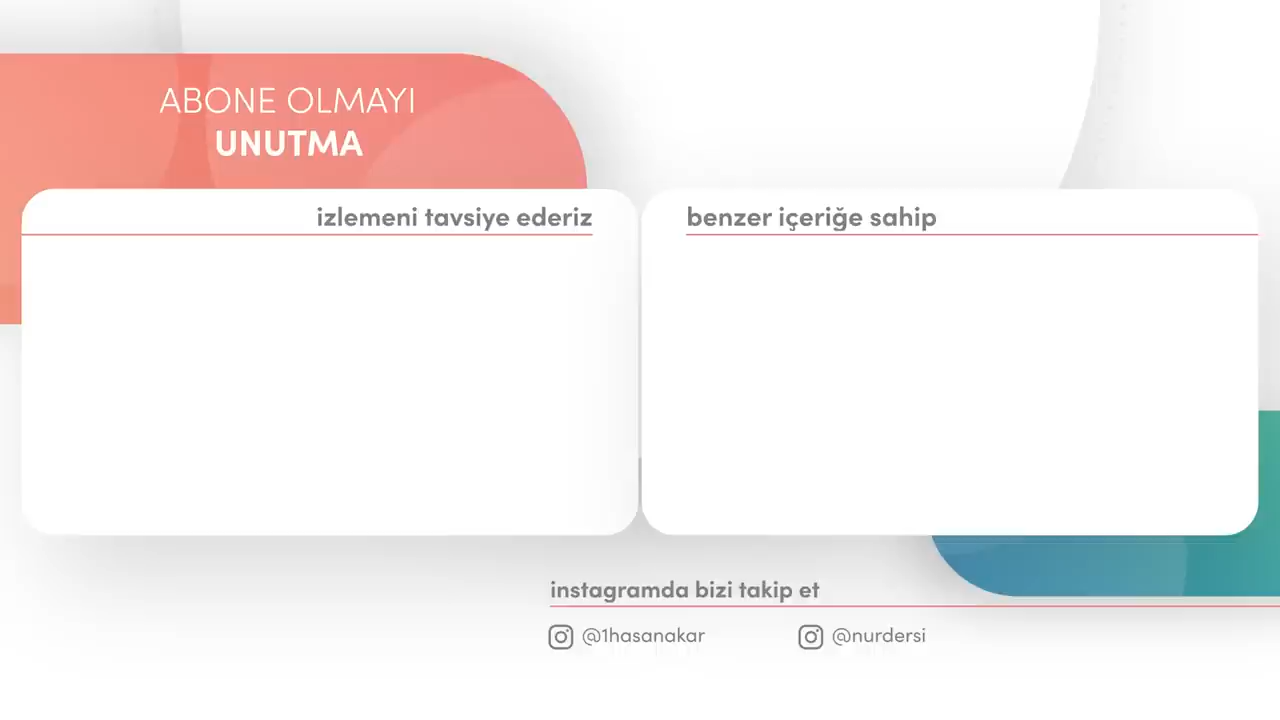 ABONE OLMAYI
UNUTMA
izlemeni tavsiye ederiz
benzer içeriğe sahip
instagramda bizi takip et
@1hasanakar
@nurdersi